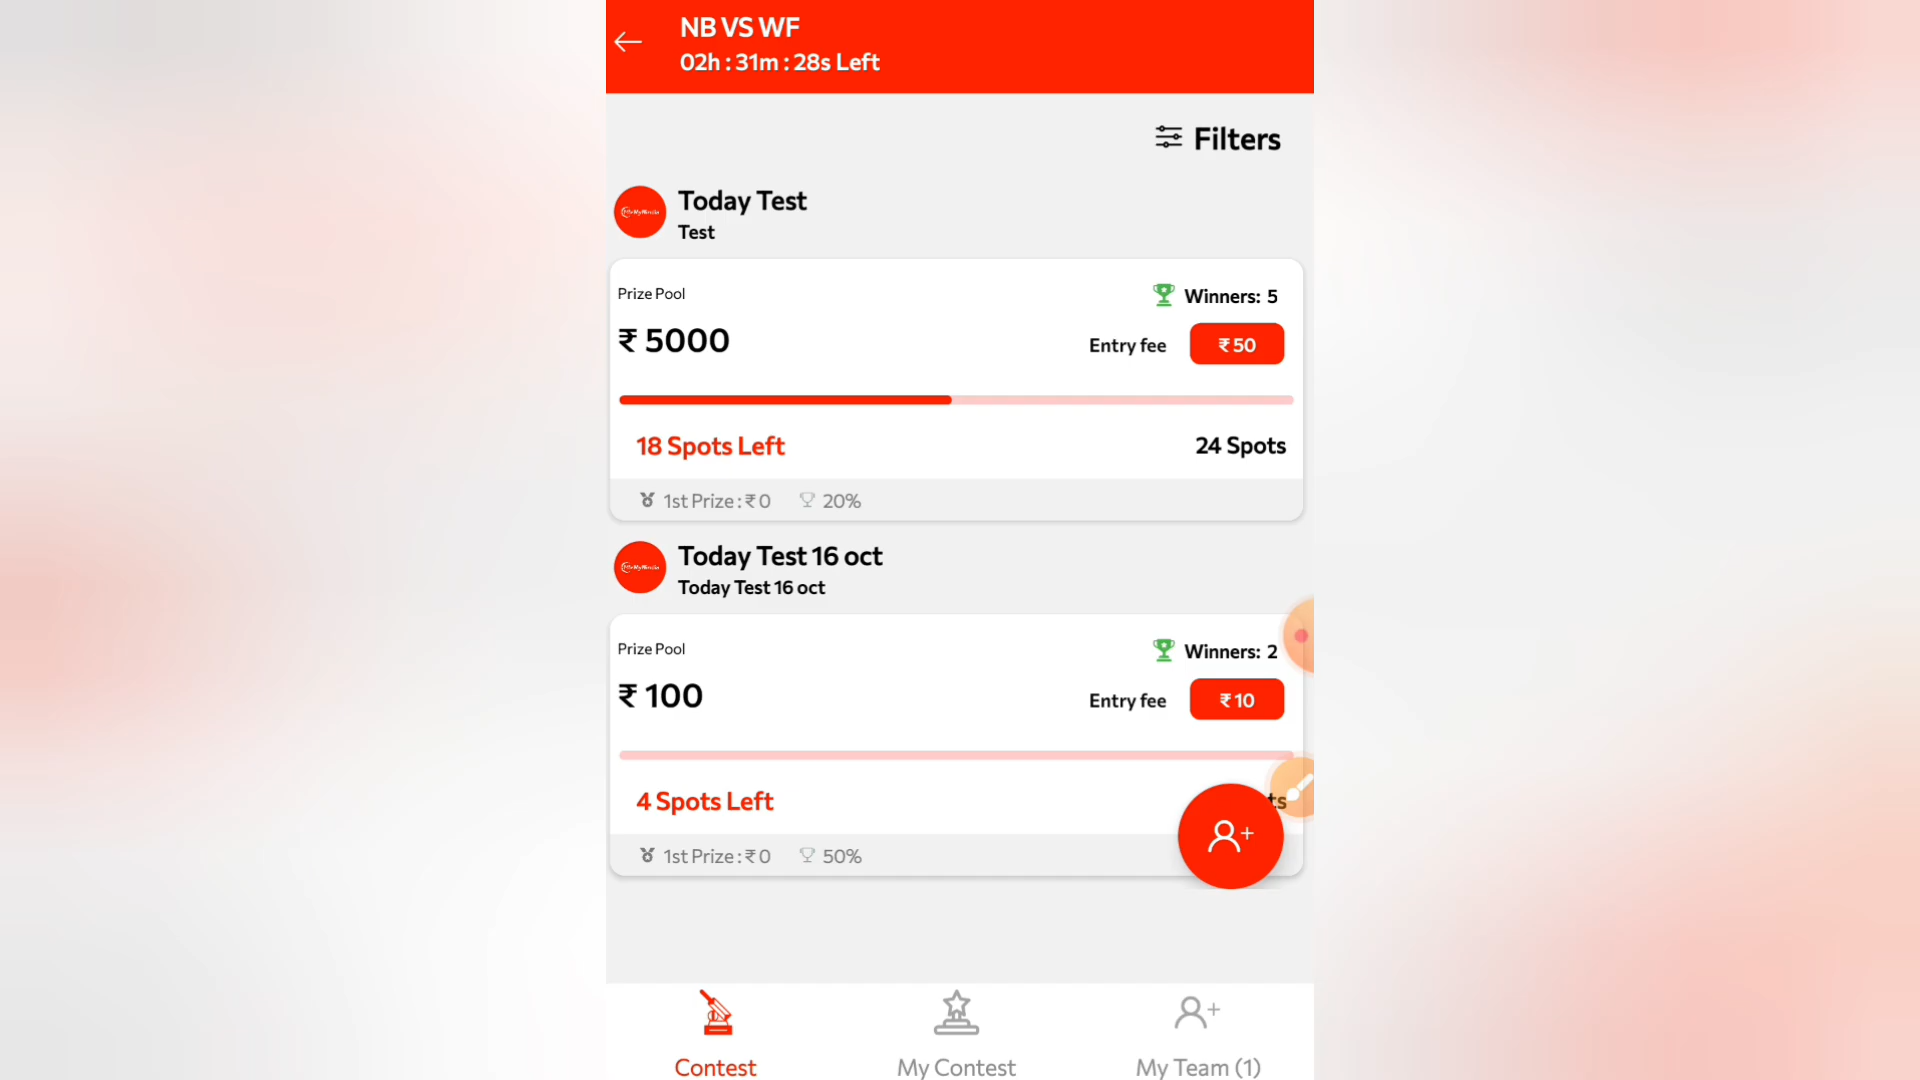 NB VS WF
02h : 31m : 28s Left
Filters
Today Test
Test
Prize Pool
Winners: 5
₹ 5000
Entry fee
₹ 50
18 Spots Left
24 Spots
1st Prize : ₹ 0
20%
Today Test 16 oct
Today Test 16 oct
Prize Pool
Winners: 2
₹ 100
Entry fee
₹ 10
4 Spots Left
1st Prize : ₹ 0
50%
Contest
My Contest
My Team (1)